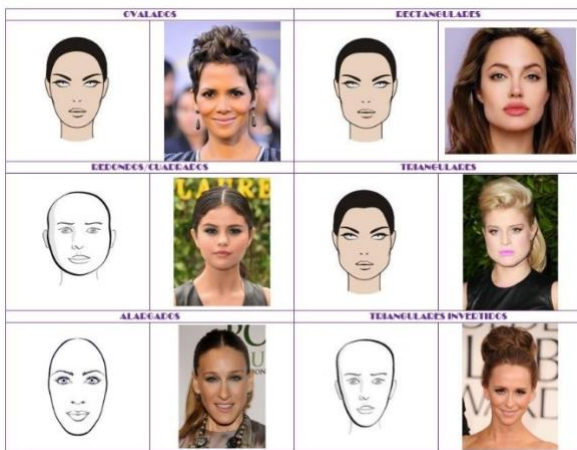 OVALADOS
RECTANGULARES
REDONDOS/CUADRADOS
TRIANGULARES
ALARGADOS
TRIANGULARES INVERTIDOS